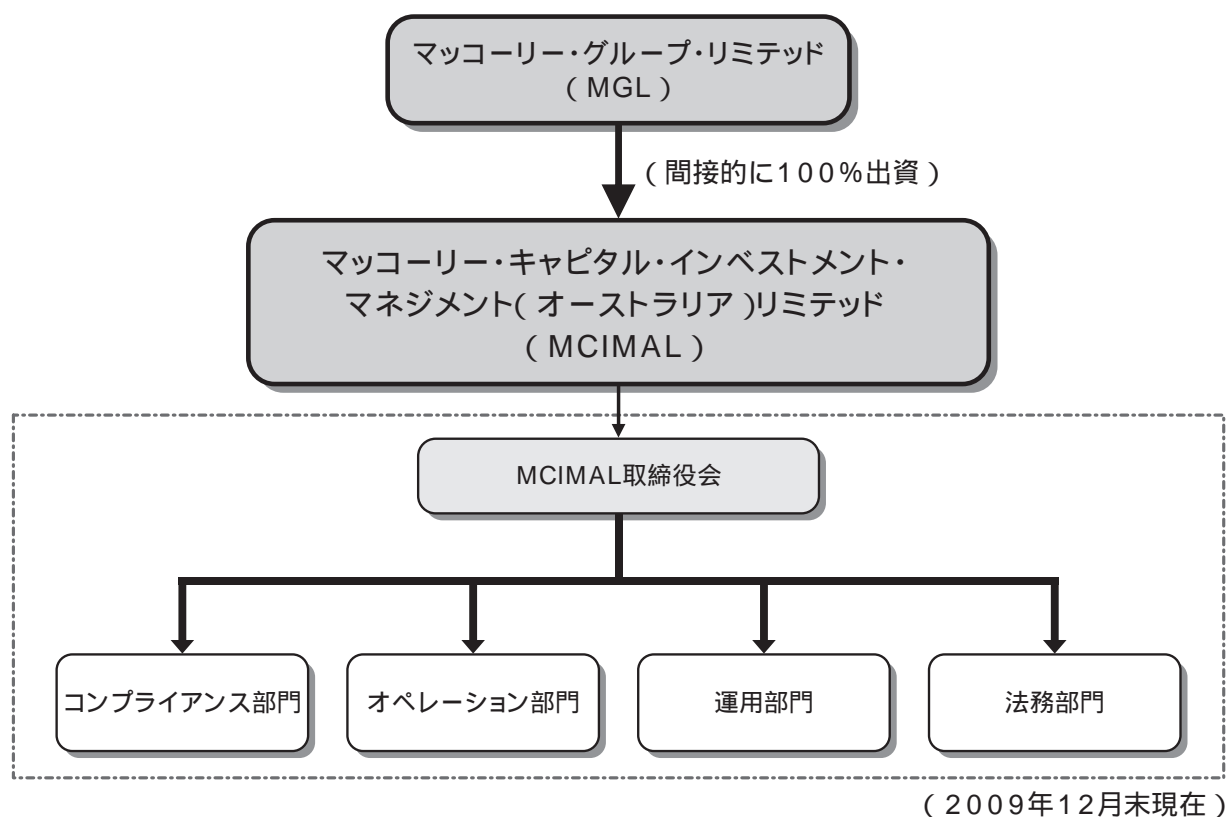 マッコーリー・グループ・リミテッド
（MGL）
（間接的に100％出資）
マッコーリー・キャピタル・インベストメント・
マネジメント（オーストラリア）リミテッド
（MCIMAL）
MCIMAL取締役会
コンプライアンス部門
オペレーション部門
運用部門
法務部門
（2009年12月末現在）